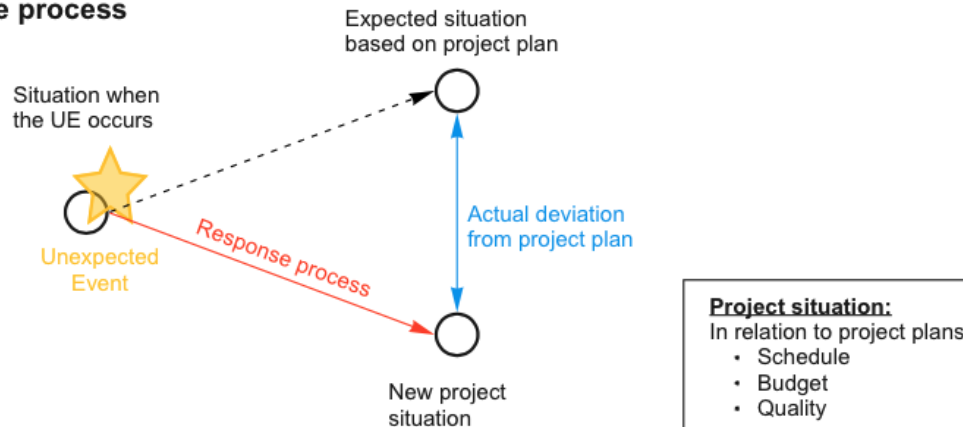 e process
Expected situation
based on project plan
Situation when
the UE occurs
Unexpected
Event
Response process
Actual deviation
from project plan
New project
situation
Project situation:
In relation to project plans
• Schedule
• Budget
• Quality